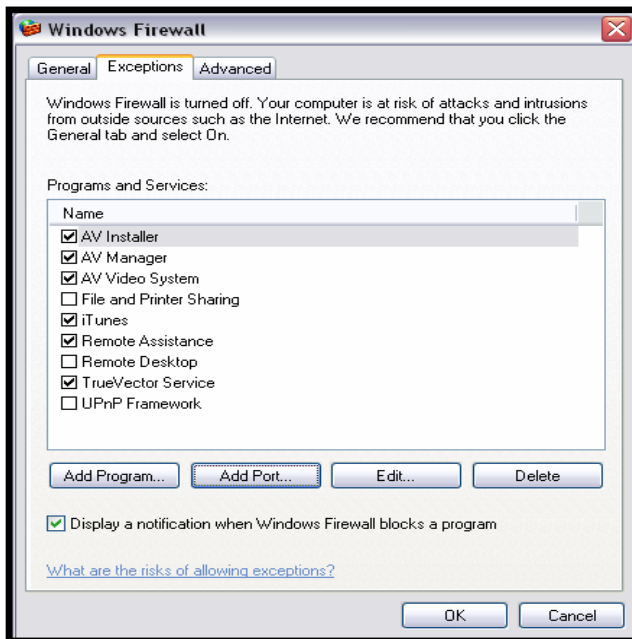 Windows Firewall
General Exceptions Advanced
Windows Firewall is turned off. Your computer is at risk of attacks and intrusions
from outside sources such as the Internet. We recommend that you click the
General tab and select On.
Programs and Services:
Name
AV Installer
AV Manager
AV Video System
File and Printer Sharing
iTunes
Remote Assistance
Remote Desktop
TrueVector Service
UPnP Framework
Add Program... Add Port... Edit... Delete
Display a notification when Windows Firewall blocks a program
What are the risks of allowing exceptions?
OK Cancel